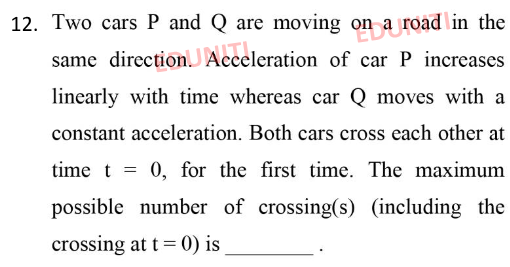 12. Two cars P and Q are moving on a road in the
same direction. Acceleration of car P increases
linearly with time whereas car Q moves with a
constant acceleration. Both cars cross each other at
time t = 0, for the first time. The maximum
possible number of crossing(s) (including the
crossing at t = 0) is ________ .
EDUNITI
EDUNITI